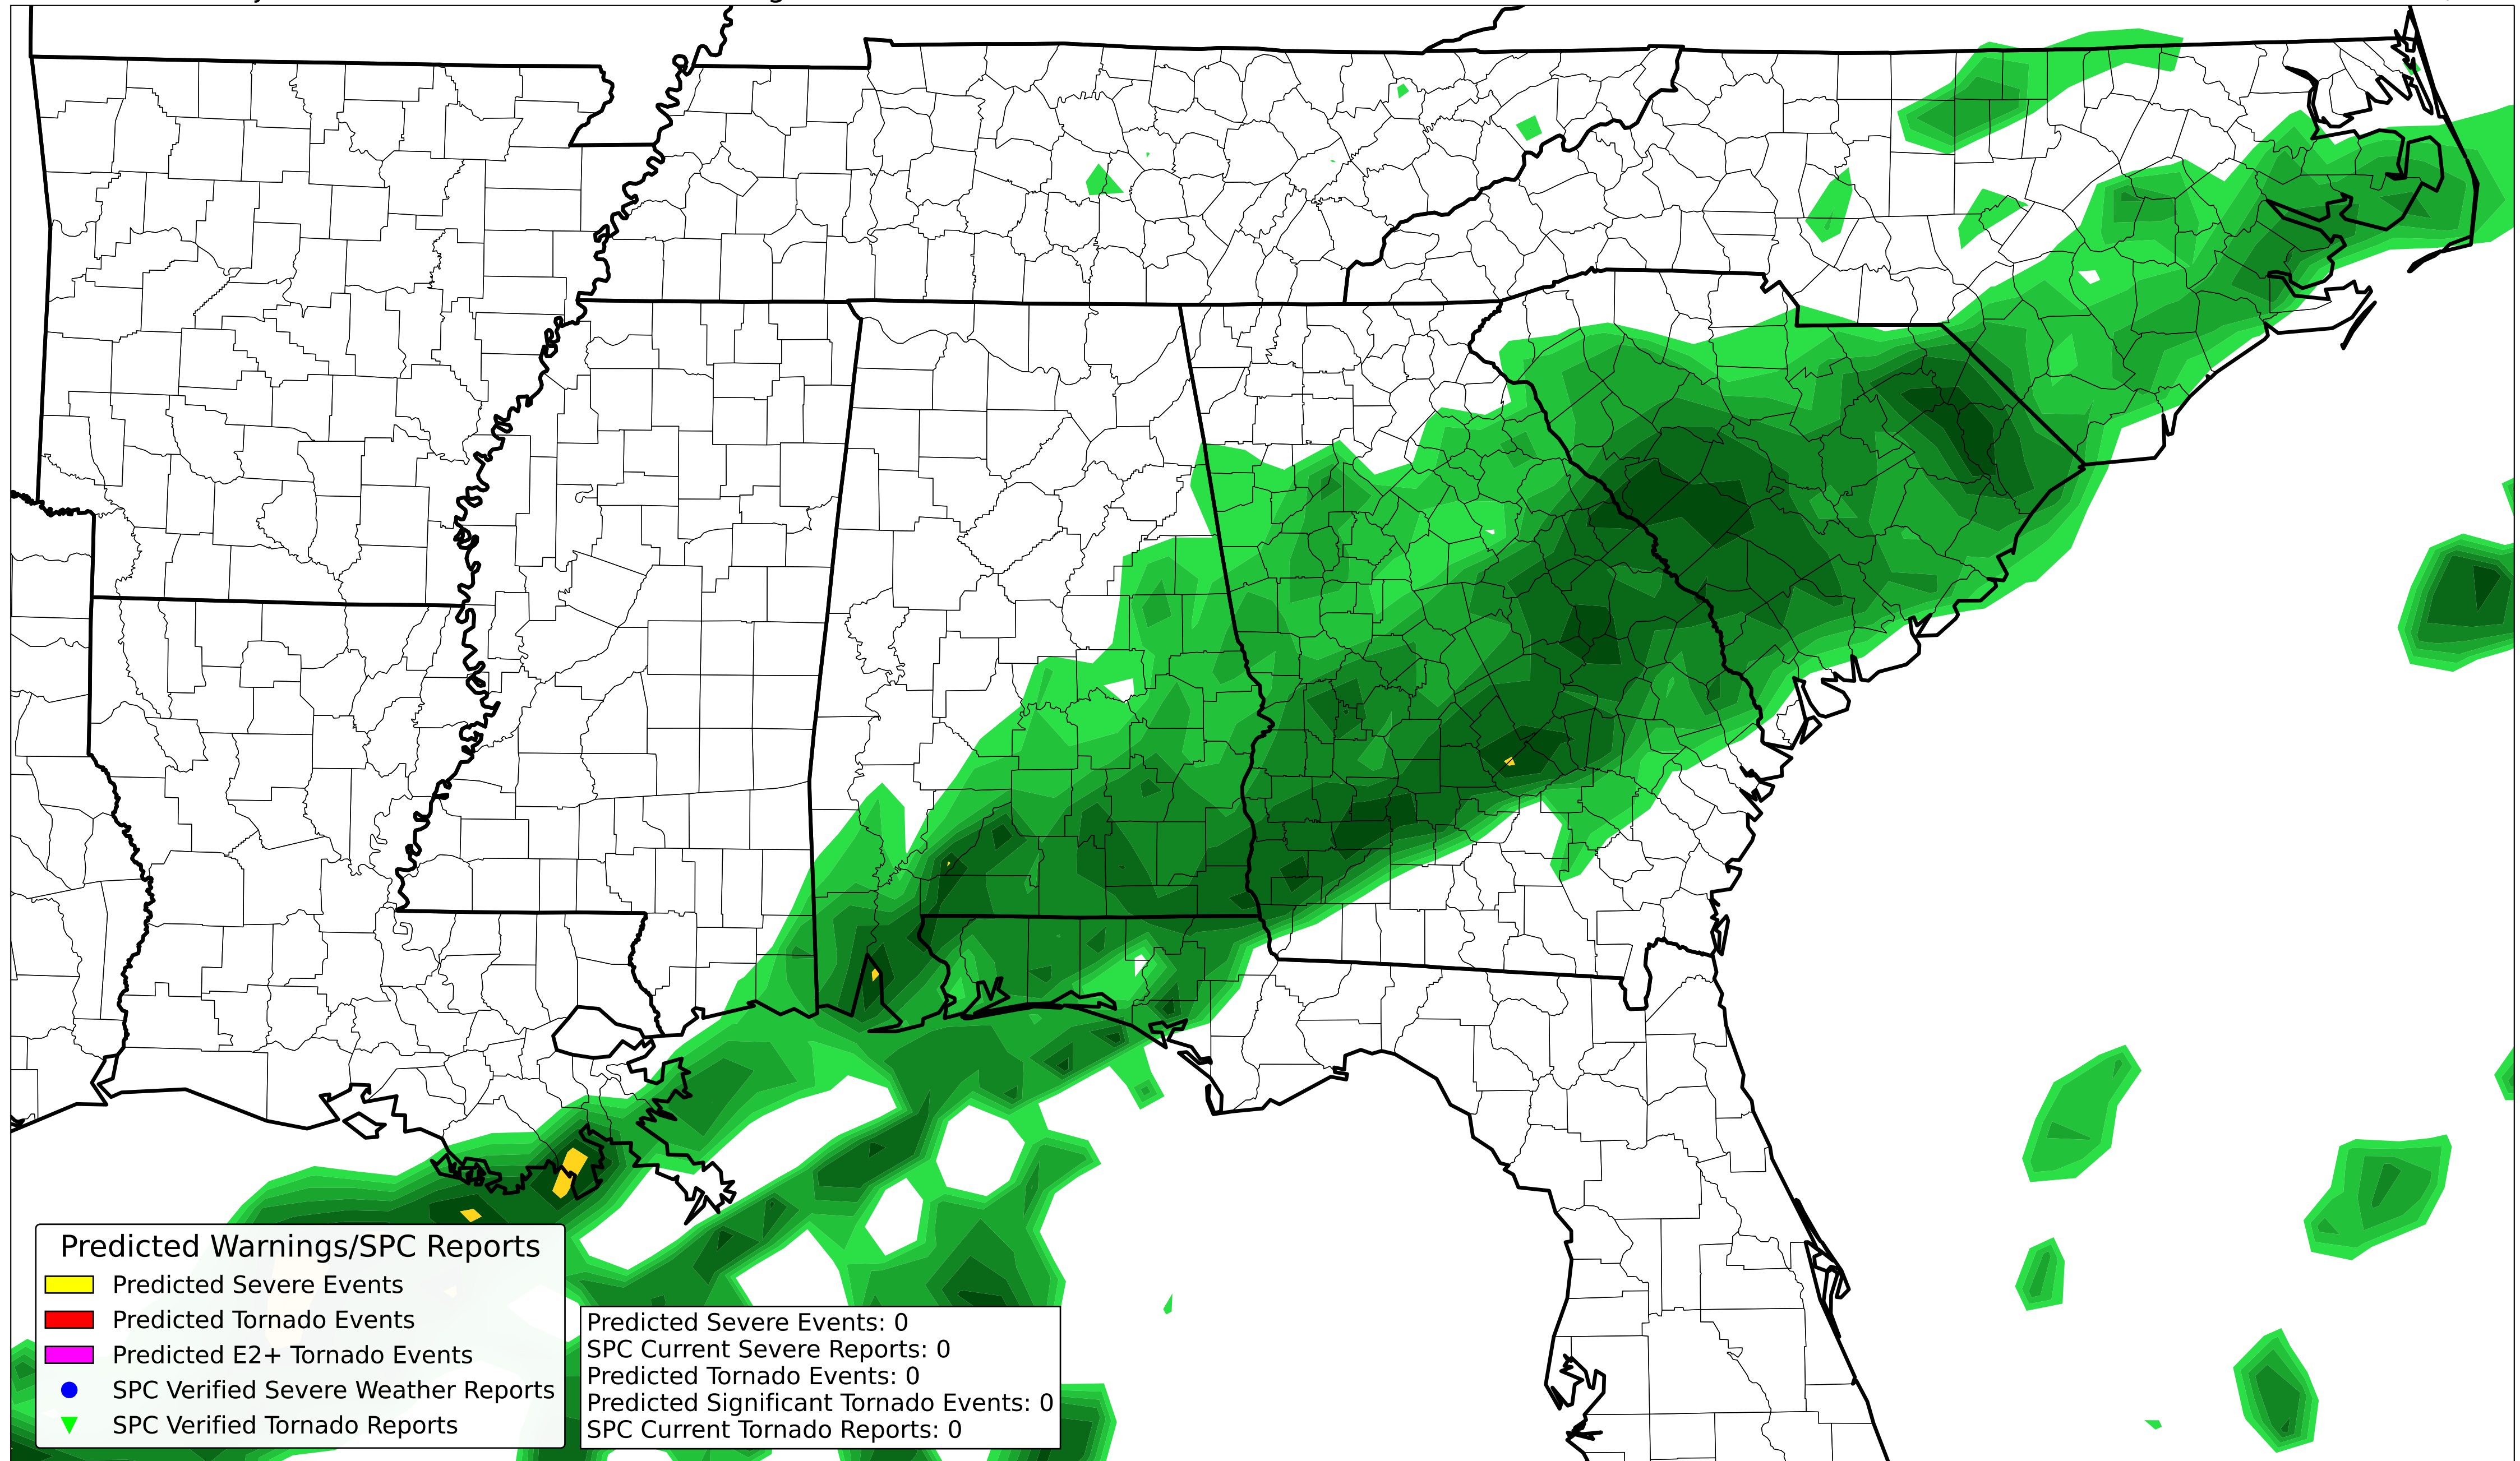 Predicted Warnings/SPC Reports
Predicted Severe Events
Predicted Tornado Events
Predicted E2+ Tornado Events
SPC Verified Severe Weather Reports
SPC Verified Tornado Reports
Predicted Severe Events: 0
SPC Current Severe Reports: 0
Predicted Tornado Events: 0
Predicted Significant Tornado Events: 0
SPC Current Tornado Reports: 0